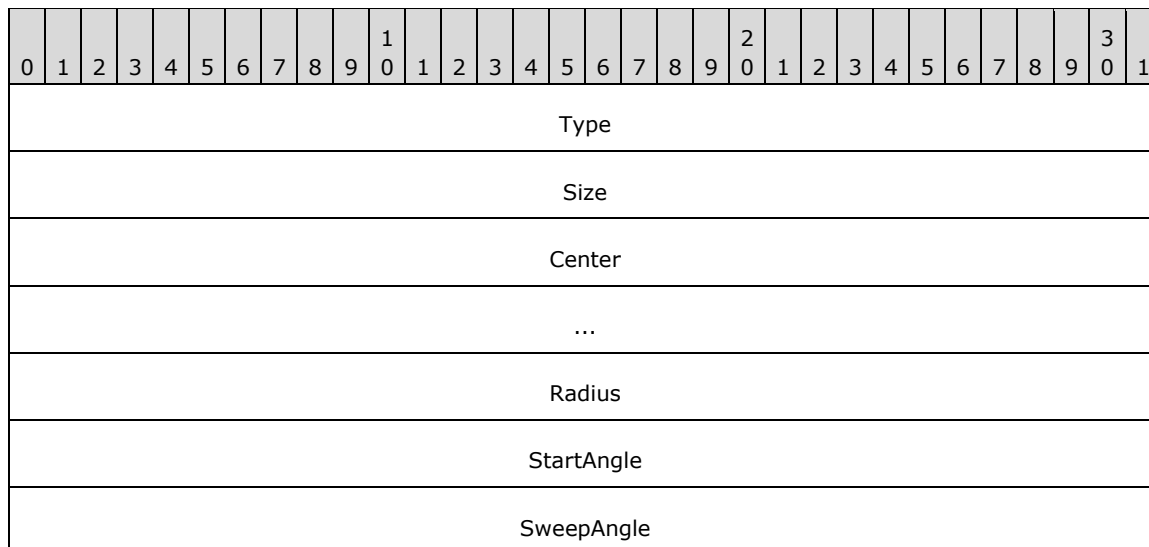 1 2 3
0 1 2 3 4 5 6 7 8 9 0 1 2 3 4 5 6 7 8 9 0 1 2 3 4 5 6 7 8 9 0 1
Type
Size
Center
...
Radius
StartAngle
SweepAngle